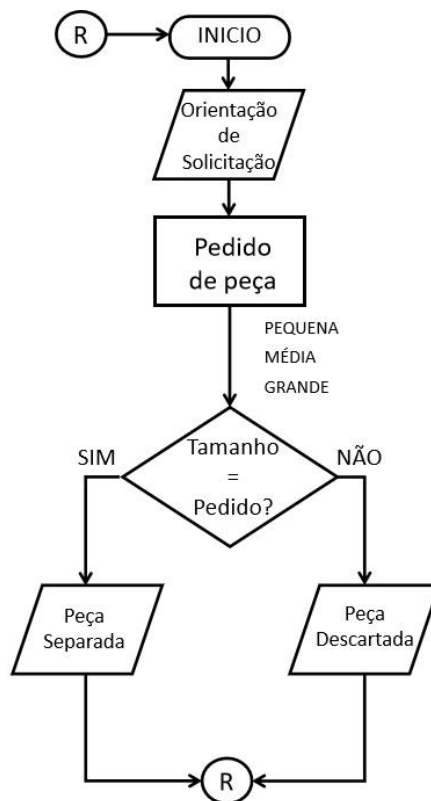 R
INICIO
Orientação
de
Solicitação
Pedido
de peça
PEQUENA
MÉDIA
GRANDE
SIM
Tamanho
=
Pedido?
NÃO
Peça
Separada
Peça
Descartada
R